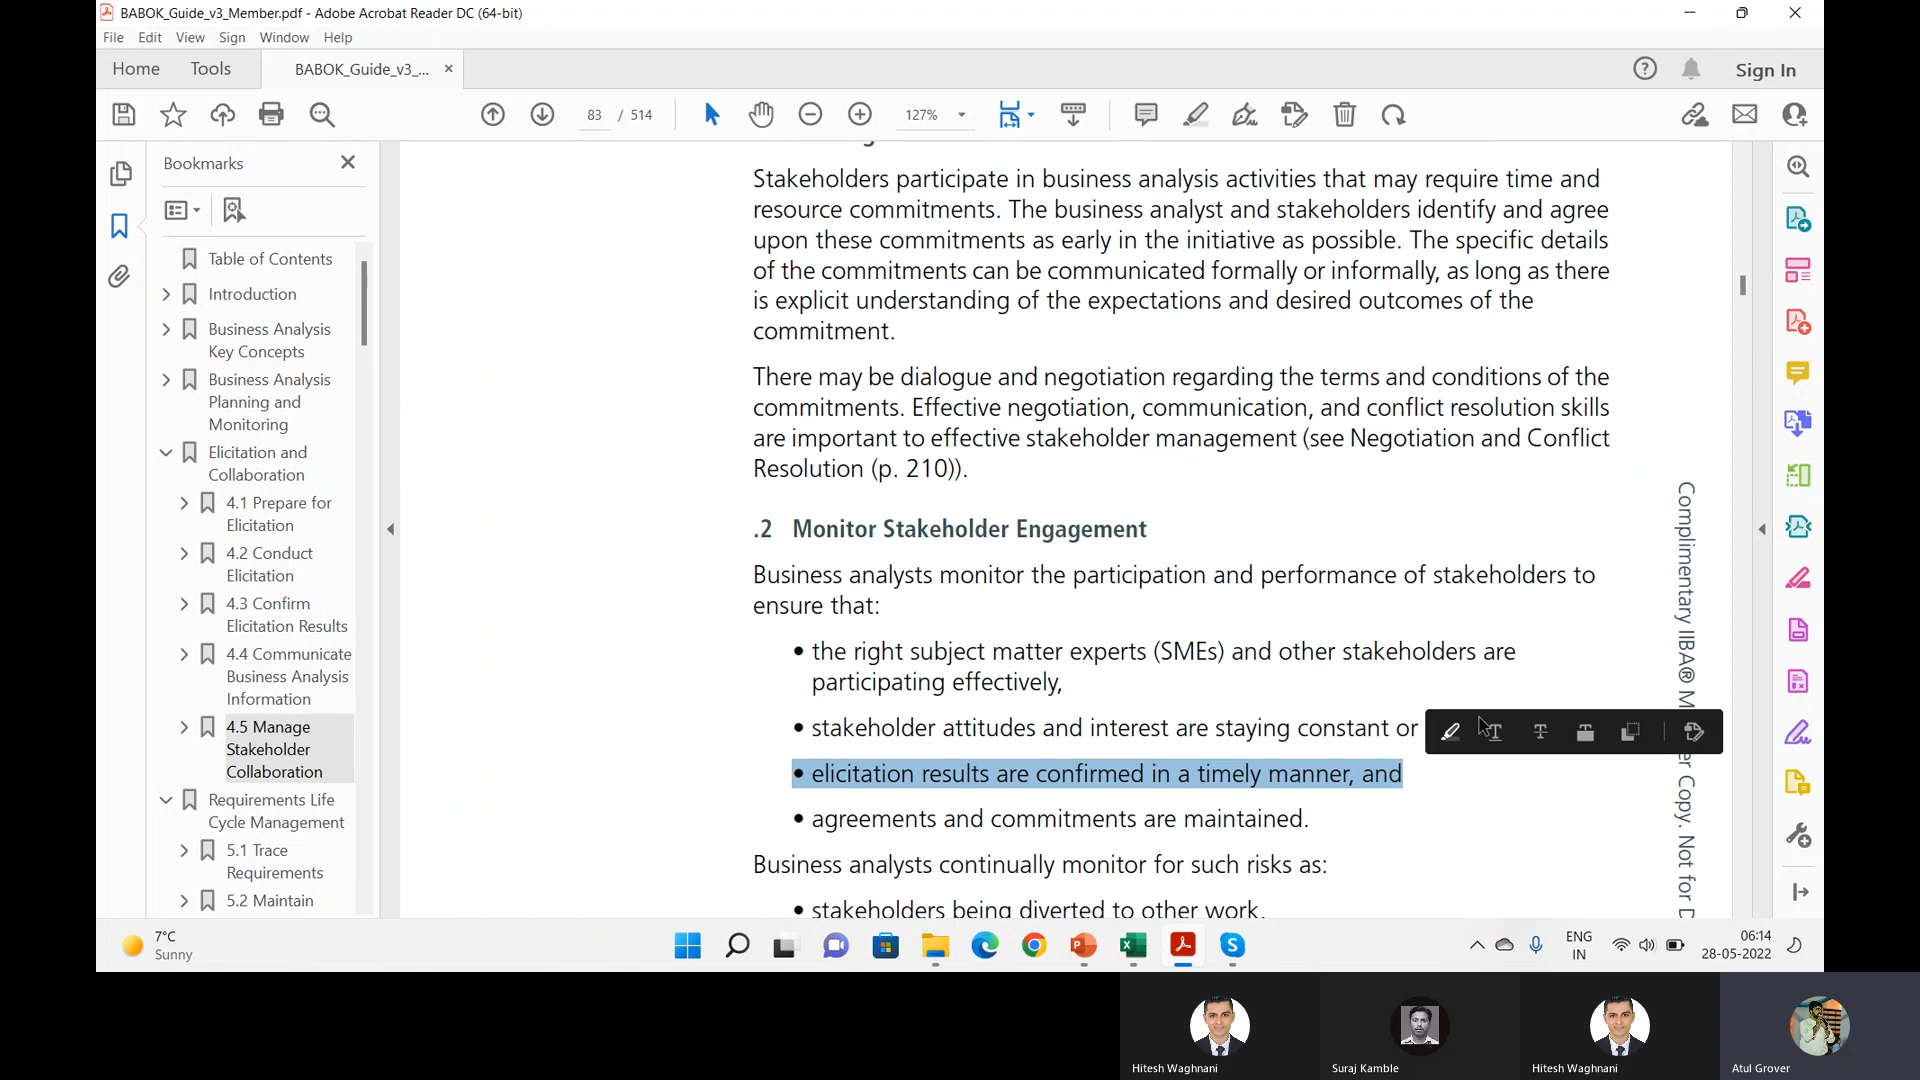 BABOK_Guide_v3_Member.pdf - Adobe Acrobat Reader DC (64-bit)
File Edit View Sign Window Help
Home Tools BABOK_Guide_v3_... × Sign In
83 / 514 127%
Bookmarks
Table of Contents
Introduction
Business Analysis
Key Concepts
Business Analysis
Planning and
Monitoring
Elicitation and
Collaboration
4.1 Prepare for
Elicitation
4.2 Conduct
Elicitation
4.3 Confirm
Elicitation Results
4.4 Communicate
Business Analysis
Information
4.5 Manage
Stakeholder
Collaboration
Requirements Life
Cycle Management
5.1 Trace
Requirements
5.2 Maintain
Stakeholders participate in business analysis activities that may require time and
resource commitments. The business analyst and stakeholders identify and agree
upon these commitments as early in the initiative as possible. The specific details
of the commitments can be communicated formally or informally, as long as there
is explicit understanding of the expectations and desired outcomes of the
commitment.
There may be dialogue and negotiation regarding the terms and conditions of the
commitments. Effective negotiation, communication, and conflict resolution skills
are important to effective stakeholder management (see Negotiation and Conflict
Resolution (p. 210)).
.2 Monitor Stakeholder Engagement
Business analysts monitor the participation and performance of stakeholders to
ensure that:
• the right subject matter experts (SMEs) and other stakeholders are
participating effectively,
• stakeholder attitudes and interest are staying constant or
• elicitation results are confirmed in a timely manner, and
• agreements and commitments are maintained.
Business analysts continually monitor for such risks as:
• stakeholders being diverted to other work,
Complimentary IIBA® M er Copy. Not for D
7°C
Sunny
ENG
IN
06:14
28-05-2022
Hitesh Waghnani
Suraj Kamble
Hitesh Waghnani
Atul Grover